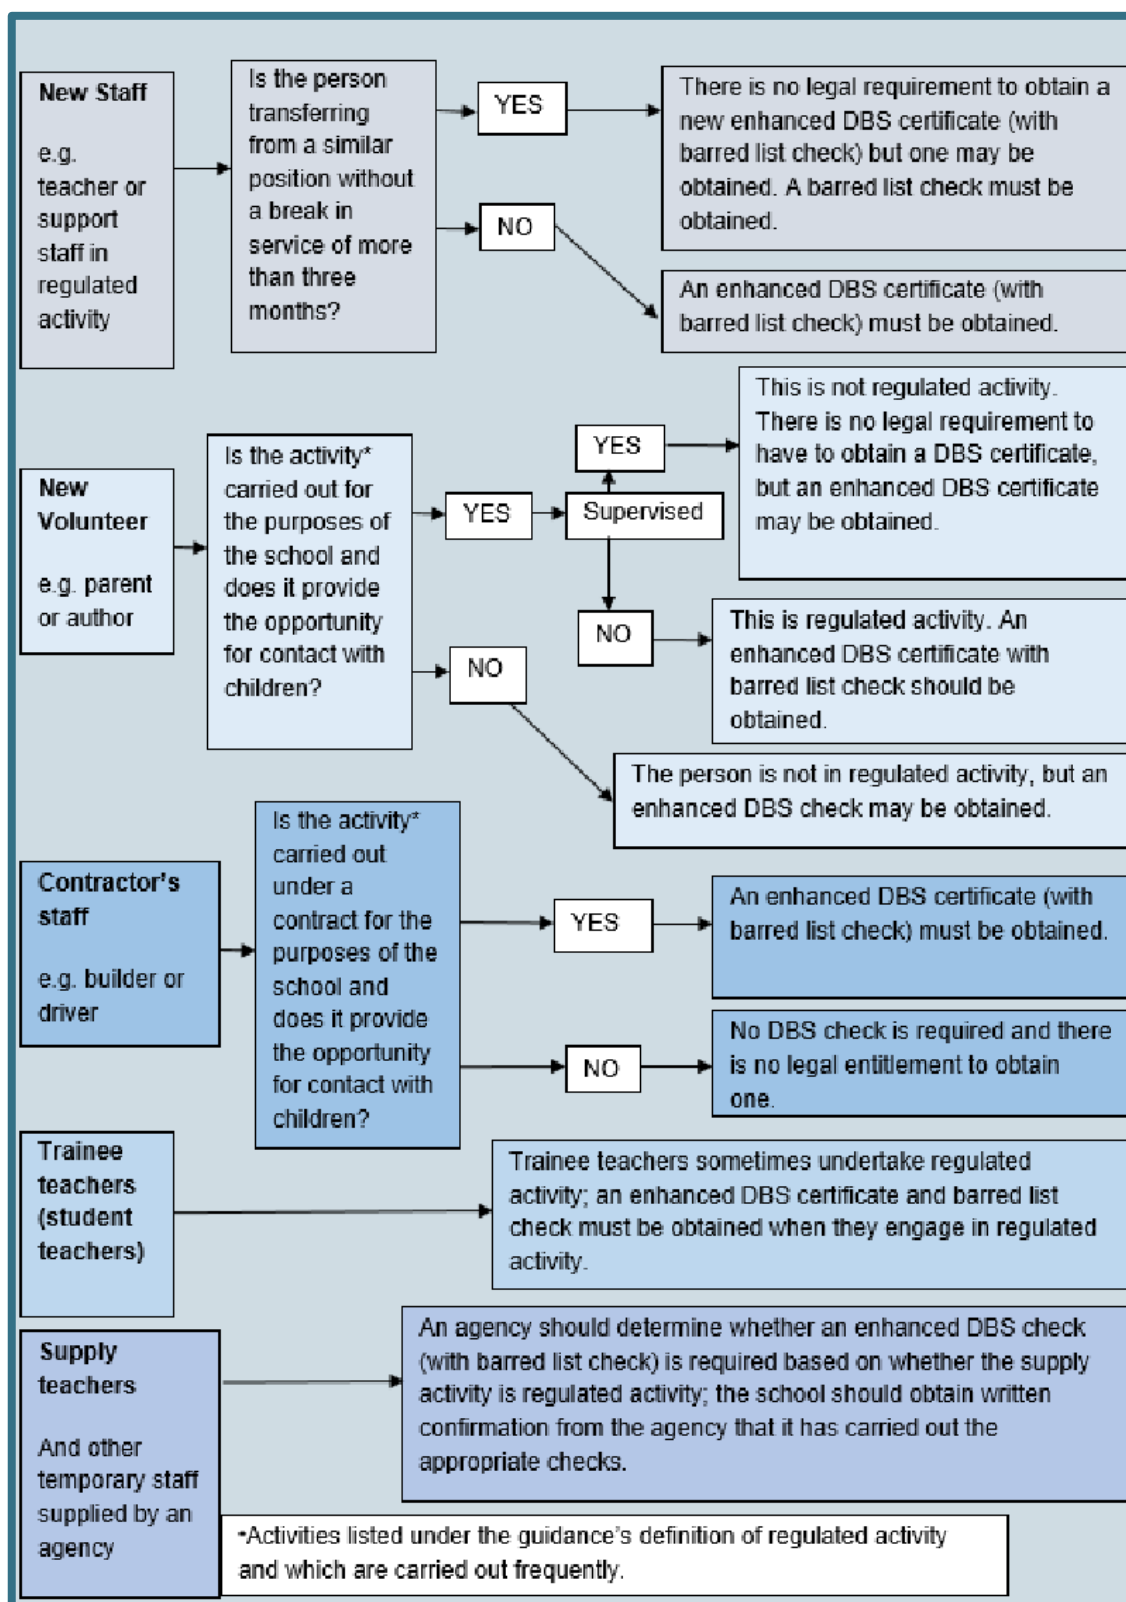 New Staff
e.g.
teacher or
support
staff in
regulated
activity
Is the person
transferring
from a similar
position without
a break in
service of more
than three
months?
YES
There is no legal requirement to obtain a
new enhanced DBS certificate (with
barred list check) but one may be
obtained. A barred list check must be
obtained.
NO
An enhanced DBS certificate (with
barred list check) must be obtained.
New
Volunteer
e.g. parent
or author
Is the activity*
carried out for
the purposes of
the school and
does it provide
the opportunity
for contact with
children?
YES
Supervised
YES
This is not regulated activity.
There is no legal requirement to
have to obtain a DBS certificate,
but an enhanced DBS certificate
may be obtained.
NO
This is regulated activity. An
enhanced DBS certificate with
barred list check should be
obtained.
NO
The person is not in regulated activity, but an
enhanced DBS check may be obtained.
Contractor's
staff
e.g. builder or
driver
Is the activity*
carried out
under a
contract for the
purposes of the
school and
does it provide
the opportunity
for contact with
children?
YES
An enhanced DBS certificate (with
barred list check) must be obtained.
NO
No DBS check is required and there
is no legal entitlement to obtain
one.
Trainee
teachers
(student
teachers)
Trainee teachers sometimes undertake regulated
activity; an enhanced DBS certificate and barred list
check must be obtained when they engage in regulated
activity.
Supply
teachers
And other
temporary staff
supplied by an
agency
An agency should determine whether an enhanced DBS check
(with barred list check) is required based on whether the supply
activity is regulated activity; the school should obtain written
confirmation from the agency that it has carried out the
appropriate checks.
•Activities listed under the guidance's definition of regulated activity
and which are carried out frequently.